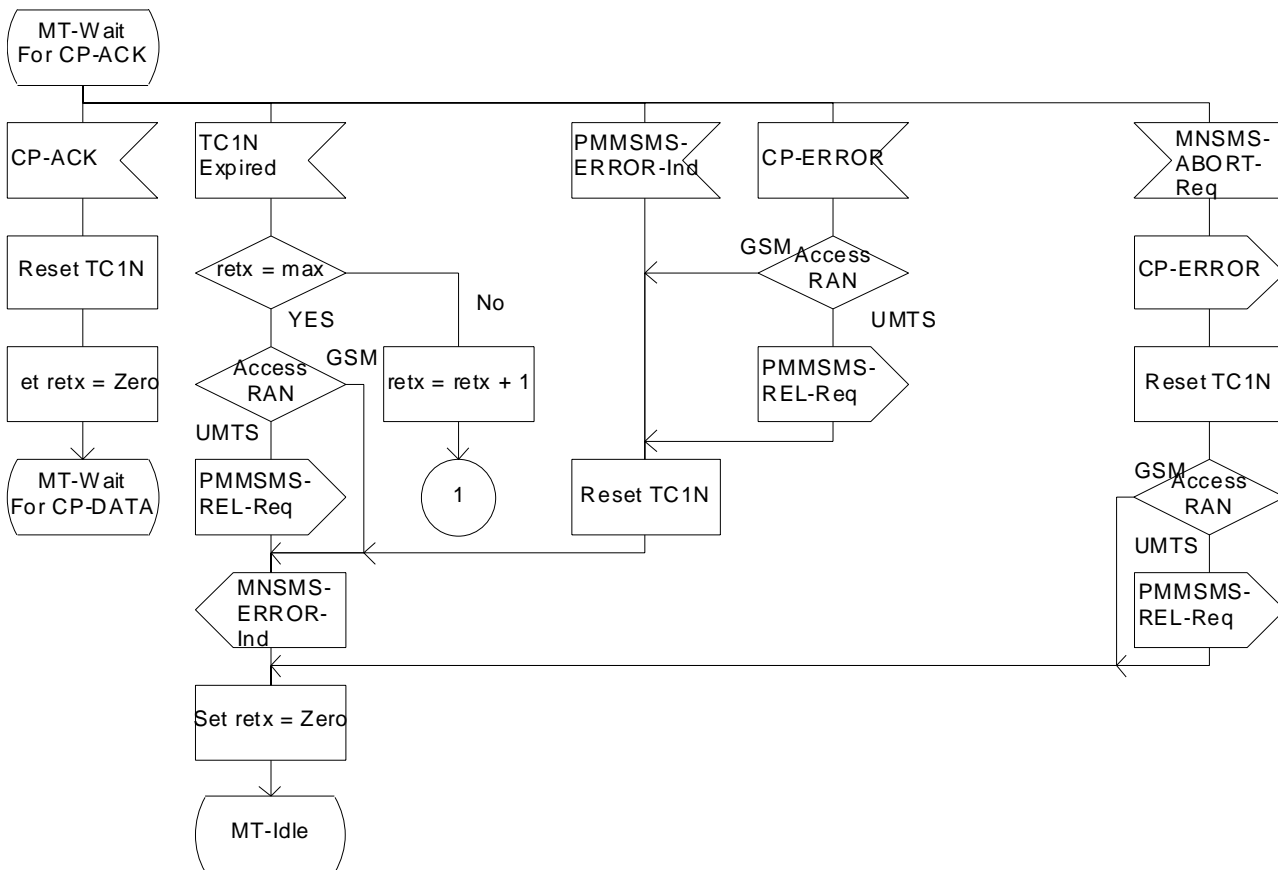 MT-Wait
For CP-ACK
CP-ACK
TC1N
Expired
PMMSMS-
ERROR-Ind
CP-ERROR
MNSMS-
ABORT-
Req
Reset TC1N
retx = max
No
YES
GSM
Access
RAN
UMTS
CP-ERROR
et retx = Zero
Access
RAN
GSM
UMTS
retx = retx + 1
PMMSMS-
REL-Req
Reset TC1N
MT-Wait
For CP-DATA
PMMSMS-
REL-Req
1
Reset TC1N
GSM
Access
RAN
UMTS
MNSMS-
ERROR-
Ind
PMMSMS-
REL-Req
Set retx = Zero
MT-Idle